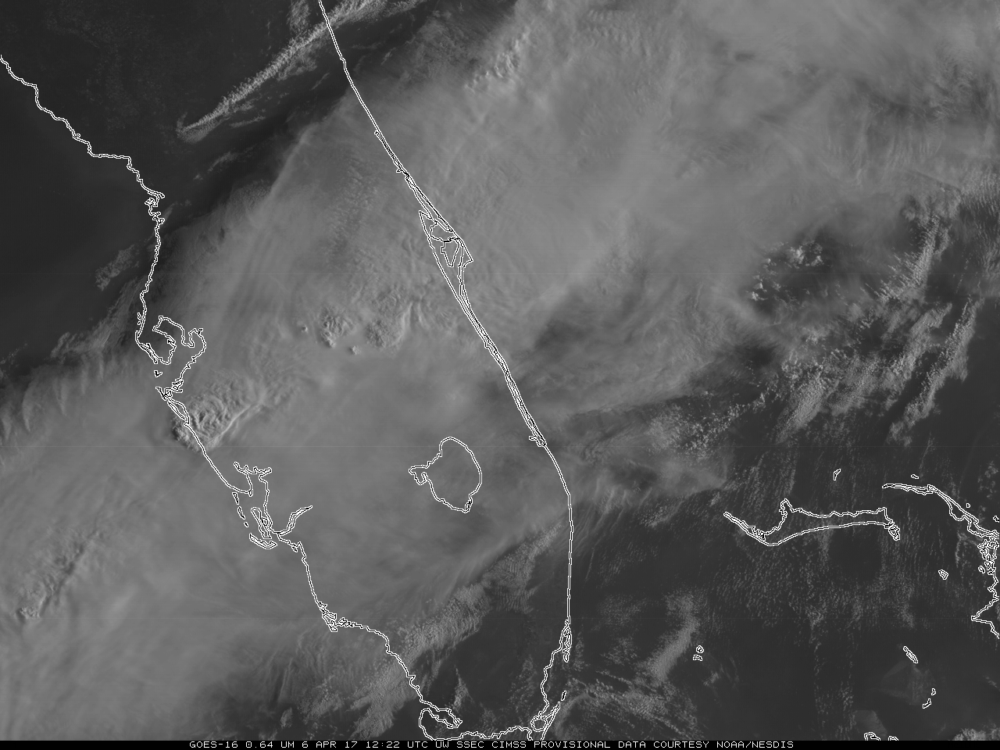 GOES-16 0.64 UM 6 APR 17 12:22 UTC UW SSEC CIMSS PROVISIONAL DATA COURTESY NOAA/NESDIS